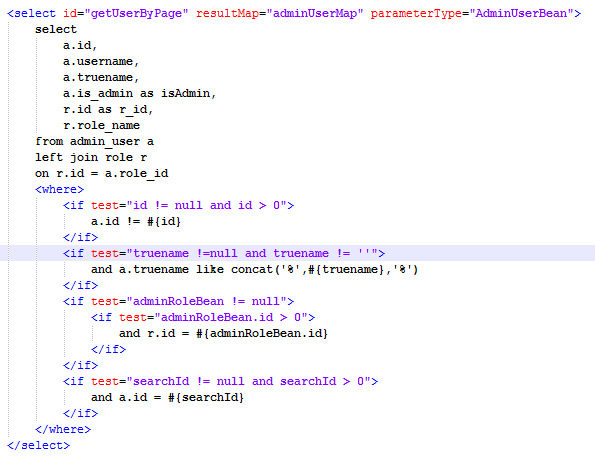 <select id="getUserByPage" resultMap="adminUserMap" parameterType="AdminUserBean">
select
a.id,
a.username,
a.truename,
a.is_admin as isAdmin,
r.id as r_id,
r.role_name
from admin_user a
left join role r
on r.id = a.role_id
<where>
<if test="id != null and id > 0">
a.id != #{id}
</if>
<if test="truename !=null and truename != ''">
and a.truename like concat('%',#{truename},'%')
</if>
<if test="adminRoleBean != null">
<if test="adminRoleBean.id > 0">
and r.id = #{adminRoleBean.id}
</if>
</if>
<if test="searchId != null and searchId > 0">
and a.id = #{searchId}
</if>
</where>
</select>